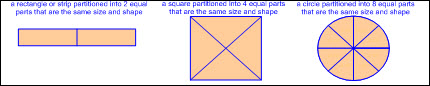 a rectangle or strip partitioned into 2 equal
parts that are the same size and shape
a square partitioned into 4 equal parts
that are the same size and shape
a circle partitioned into 8 equal parts
that are the same size and shape